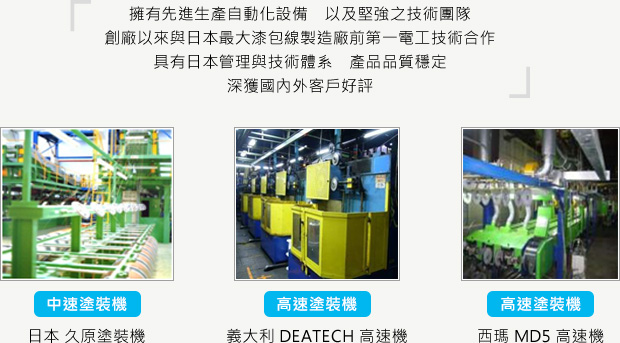 擁有先進生產自動化設備　以及堅強之技術團隊
創廠以來與日本最大漆包線製造廠前第一電工技術合作
具有日本管理與技術體系　產品品質穩定
深獲國內外客戶好評
中速塗裝機
高速塗裝機
高速塗裝機
日本 久原塗裝機
義大利 DEATECH 高速機
西瑪 MD5 高速機